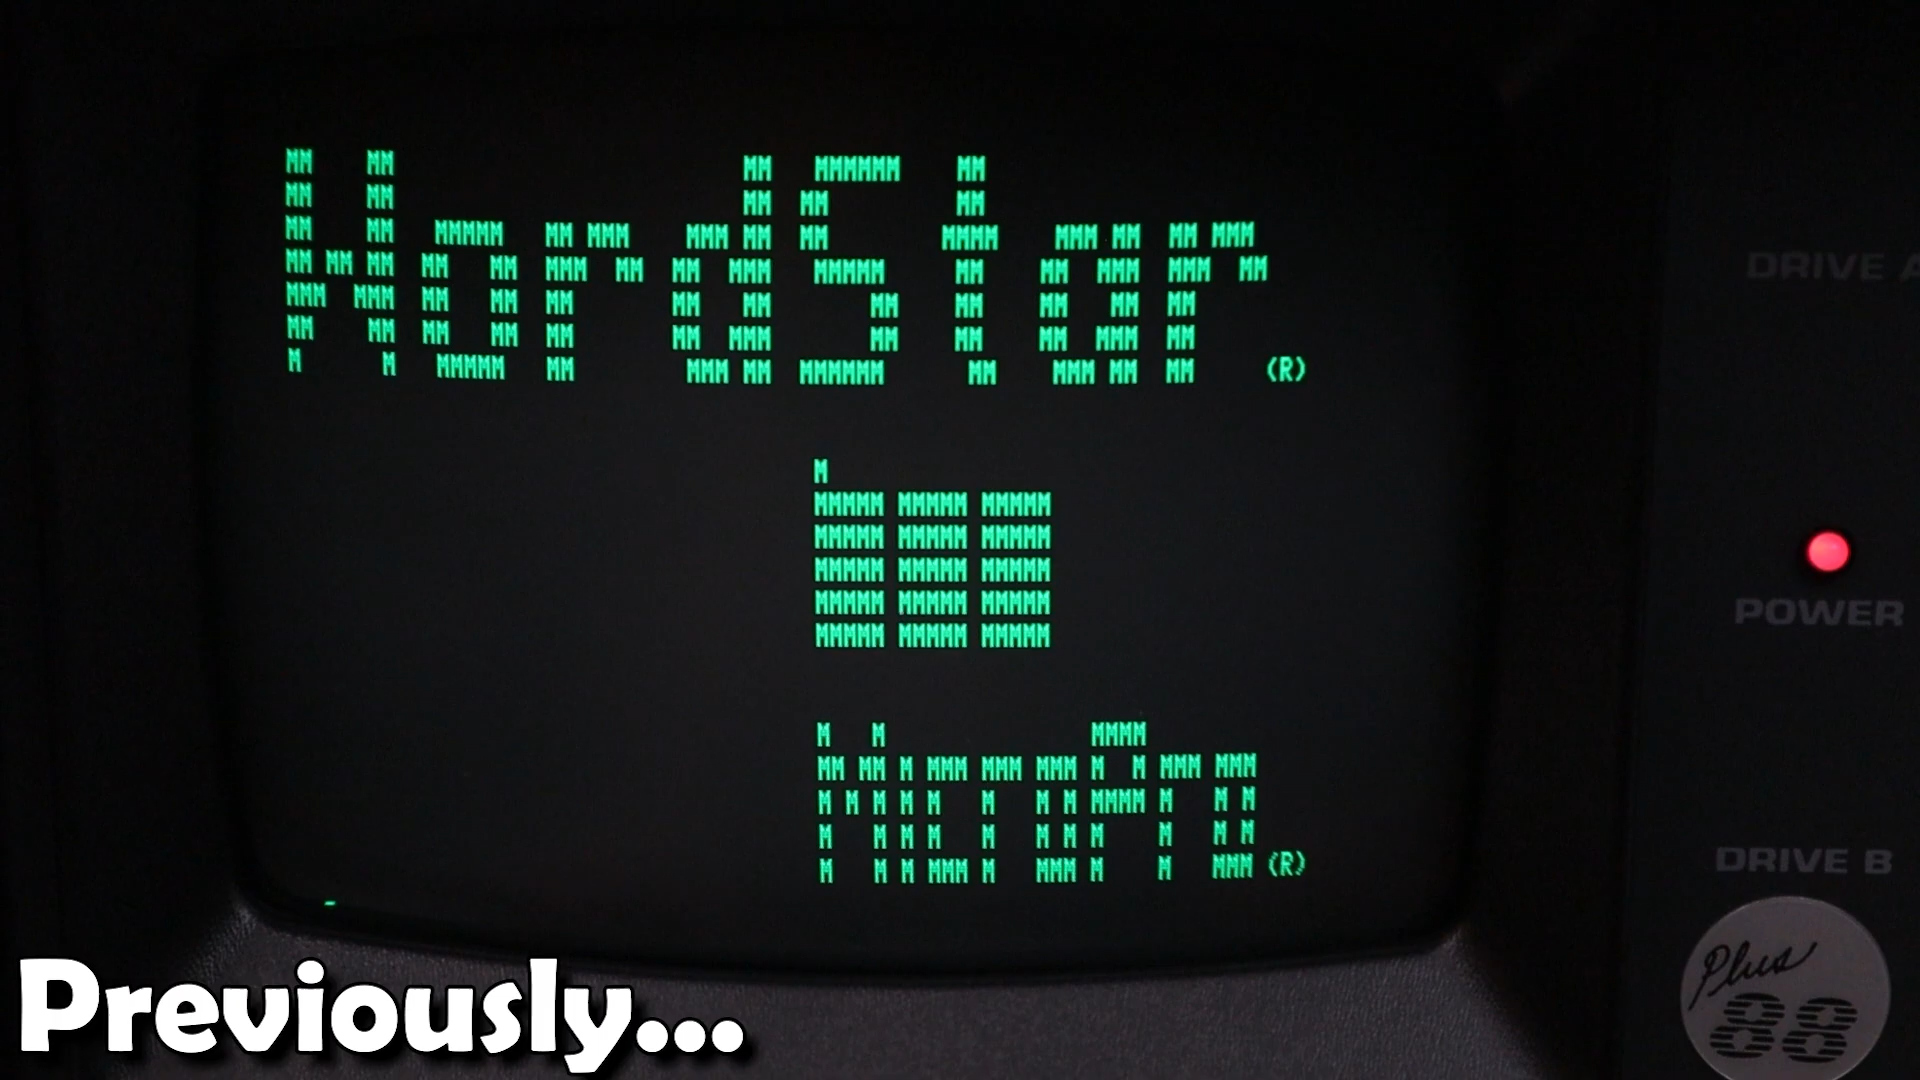 WordStar (R)
MicroPro (R)
DRIVE A
POWER
DRIVE B
Plus
88
Previously...